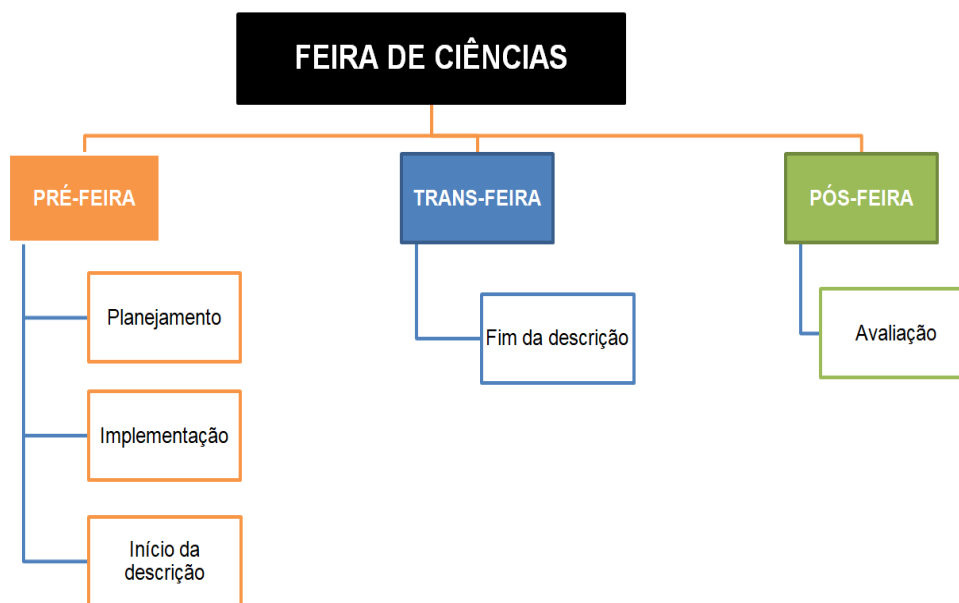 FEIRA DE CIÊNCIAS
PRÉ-FEIRA
TRANS-FEIRA
PÓS-FEIRA
Planejamento
Implementação
Início da
descrição
Fim da descrição
Avaliação